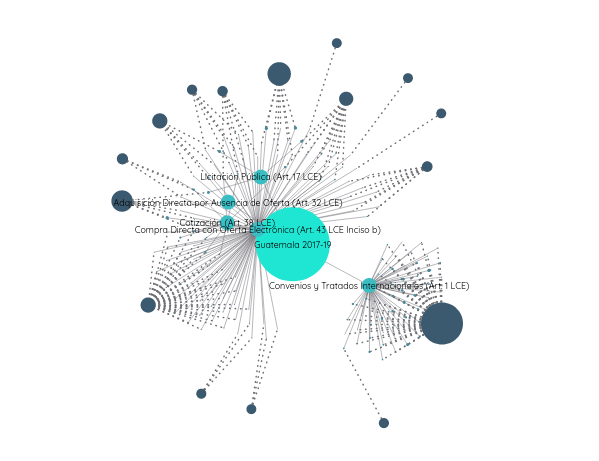 Licitación Pública (Art. 17 LCE)
Adquisición Directa por Ausencia de Oferta (Art. 32 LCE)
Cotización (Art. 38 LCE)
Compra Directa con Oferta Electrónica (Art. 43 LCE Inciso b)
Guatemala 2017-19
Convenios y Tratados Internacionales (Art. 1 LCE)